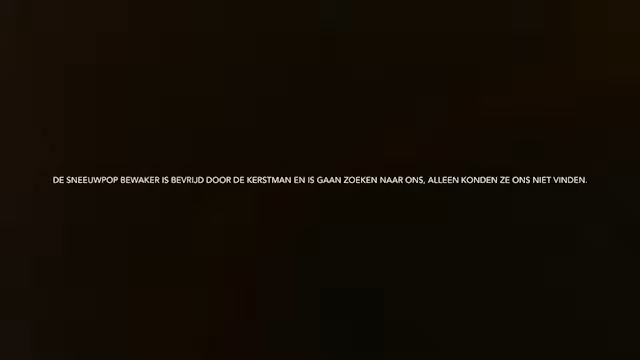 DE SNEEUWPOP BEWAKER IS BEVRIJD DOOR DE KERSTMAN EN IS GAAN ZOEKEN NAAR ONS, ALLEEN KONDEN ZE ONS NIET VINDEN.